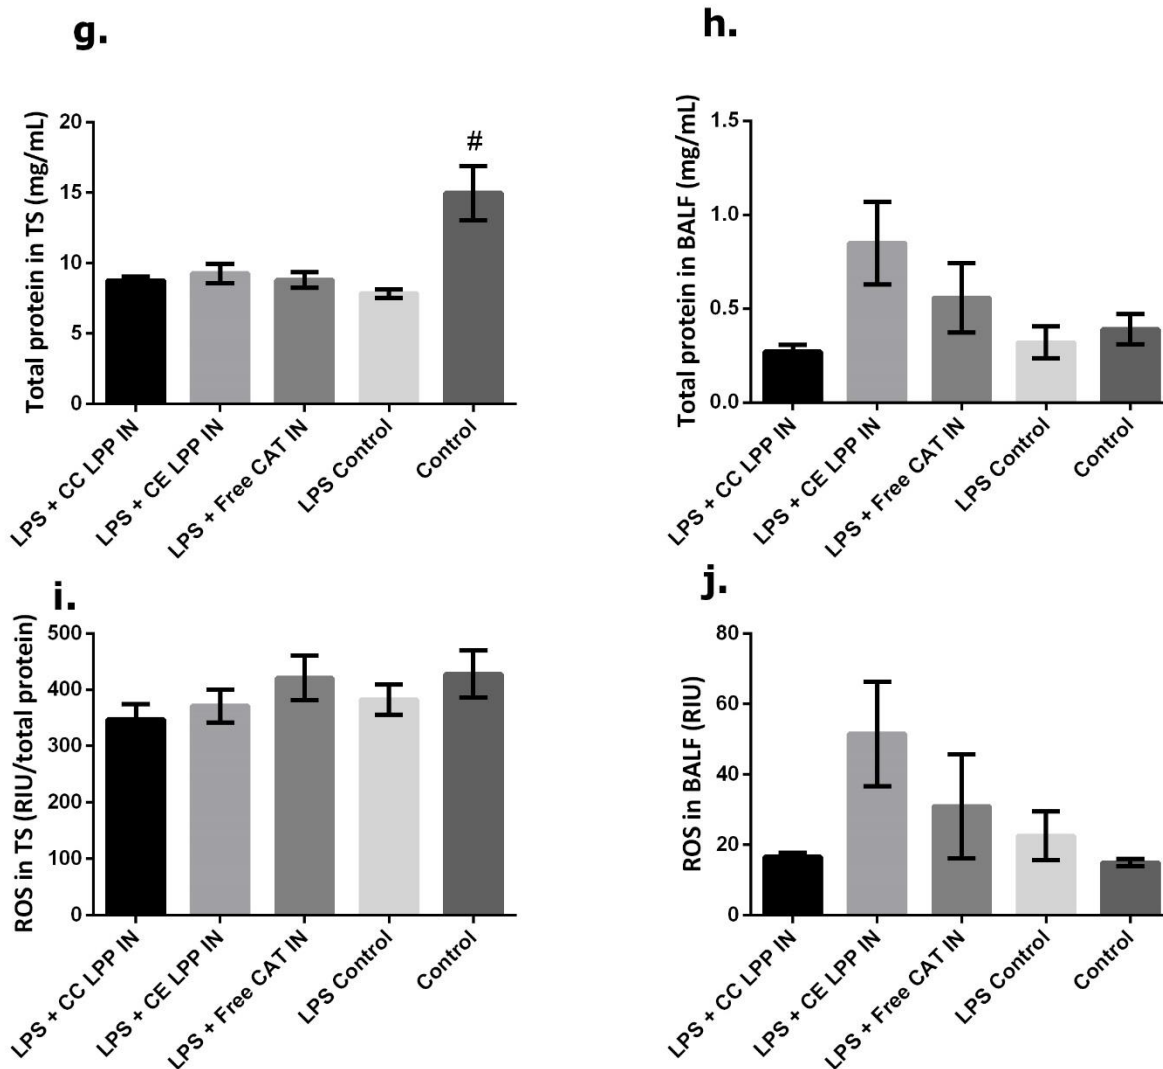 g.
Total protein in TS (mg/mL)
20
15
10
5
0
#
LPS + CC LPP IN
LPS + CE LPP IN
LPS + Free CAT IN
LPS Control
Control
h.
Total protein in BALF (mg/mL)
1.5
1.0
0.5
0.0
LPS + CC LPP IN
LPS + CE LPP IN
LPS + Free CAT IN
LPS Control
Control
i.
ROS in TS (RIU/total protein)
500
400
300
200
100
0
LPS + CC LPP IN
LPS + CE LPP IN
LPS + Free CAT IN
LPS Control
Control
j.
ROS in BALF (RIU)
80
60
40
20
0
LPS + CC LPP IN
LPS + CE LPP IN
LPS + Free CAT IN
LPS Control
Control